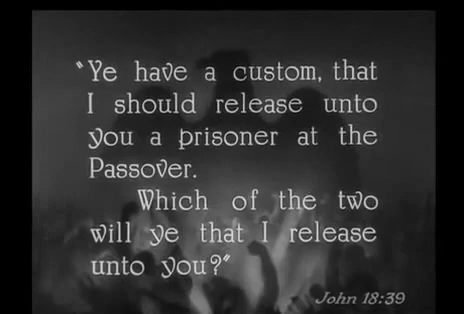 "Ye have a custom, that
I should release unto
you a prisoner at the
Passover.
Which of the two
will ye that I release
unto you?"
John 18:39